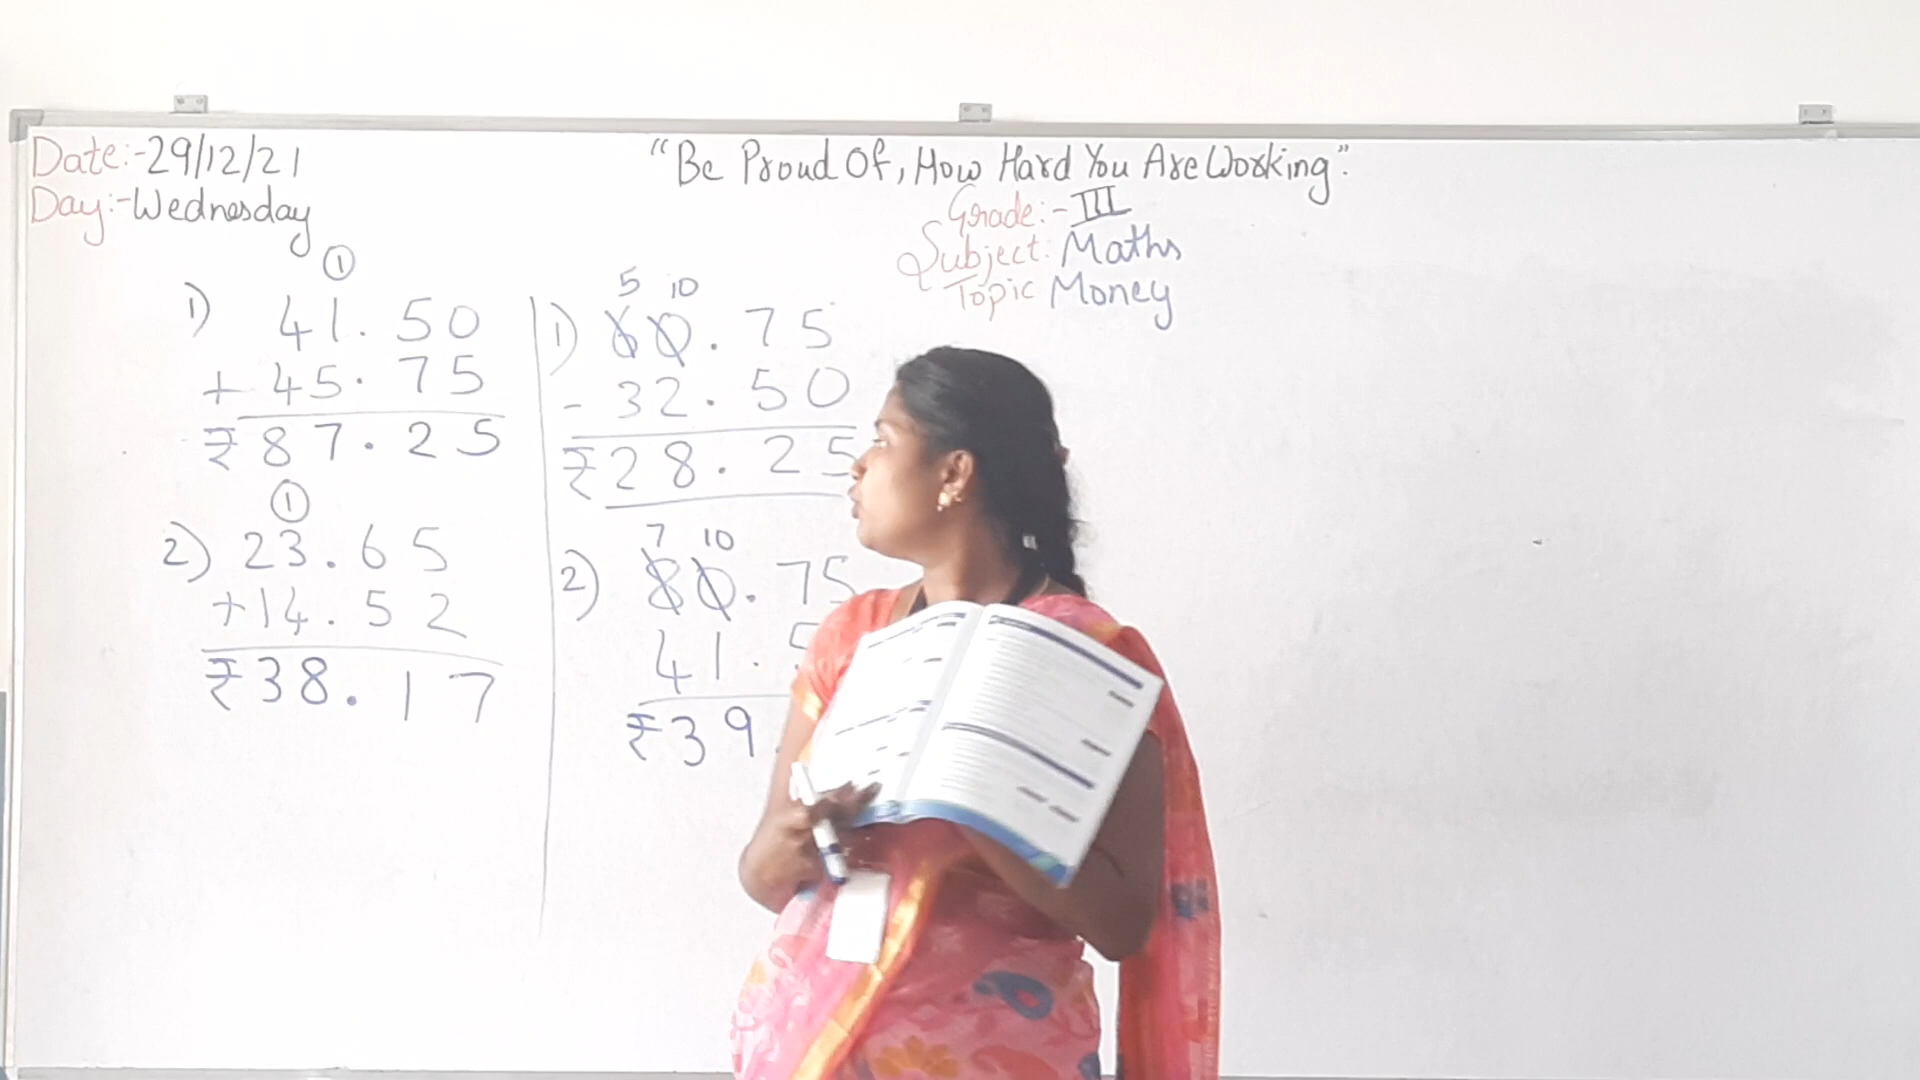 Date:-29/12/21
"Be Proud Of, How Hard You Are Working".
Day:-Wednesday
Grade:- III
Subject: Maths
Topic Money
①
1) 41.50
+ 45.75
₹ 87.25
①
2) 23.65
+14.52
₹38.17
5 10
1) 60.75
- 32.50
₹28.25
7 10
2) 80.75
41.5
₹39.